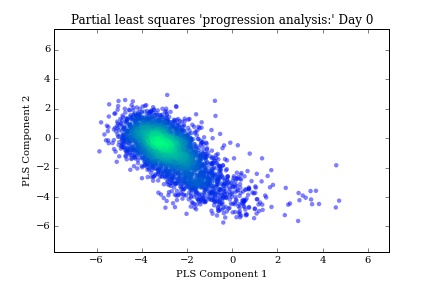 Partial least squares 'progression analysis:' Day 0
6
4
2
0
−2
−4
−6
PLS Component 2
−6 −4 −2 0 2 4 6
PLS Component 1